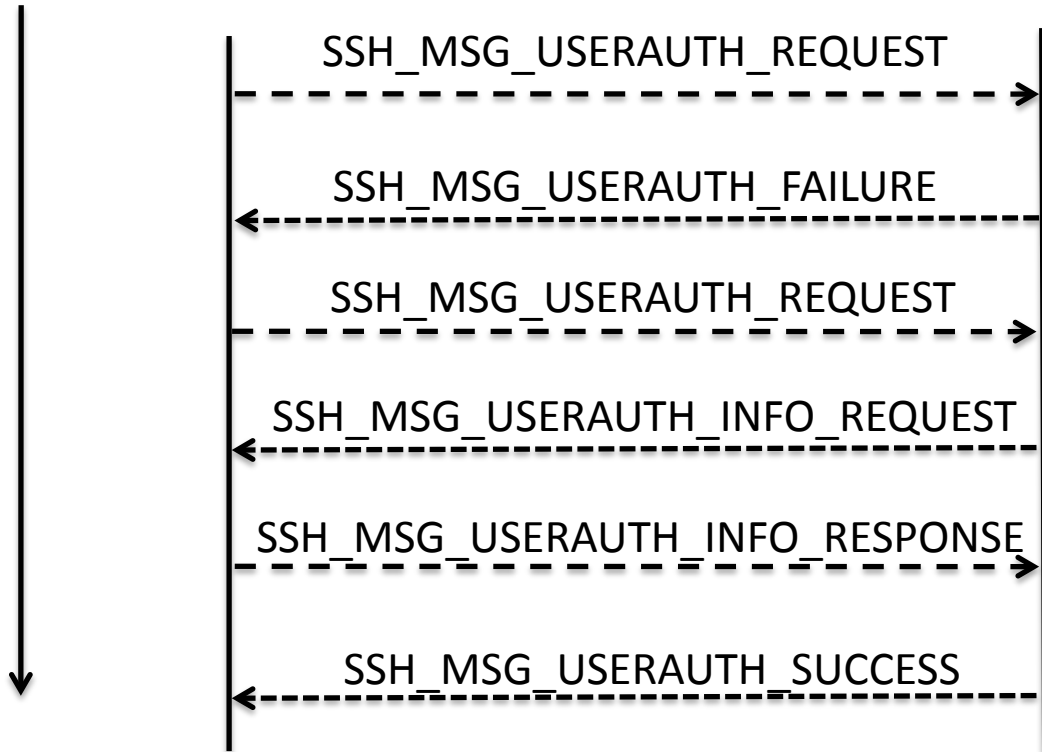 SSH_MSG_USERAUTH_REQUEST
SSH_MSG_USERAUTH_FAILURE
SSH_MSG_USERAUTH_REQUEST
SSH_MSG_USERAUTH_INFO_REQUEST
SSH_MSG_USERAUTH_INFO_RESPONSE
SSH_MSG_USERAUTH_SUCCESS